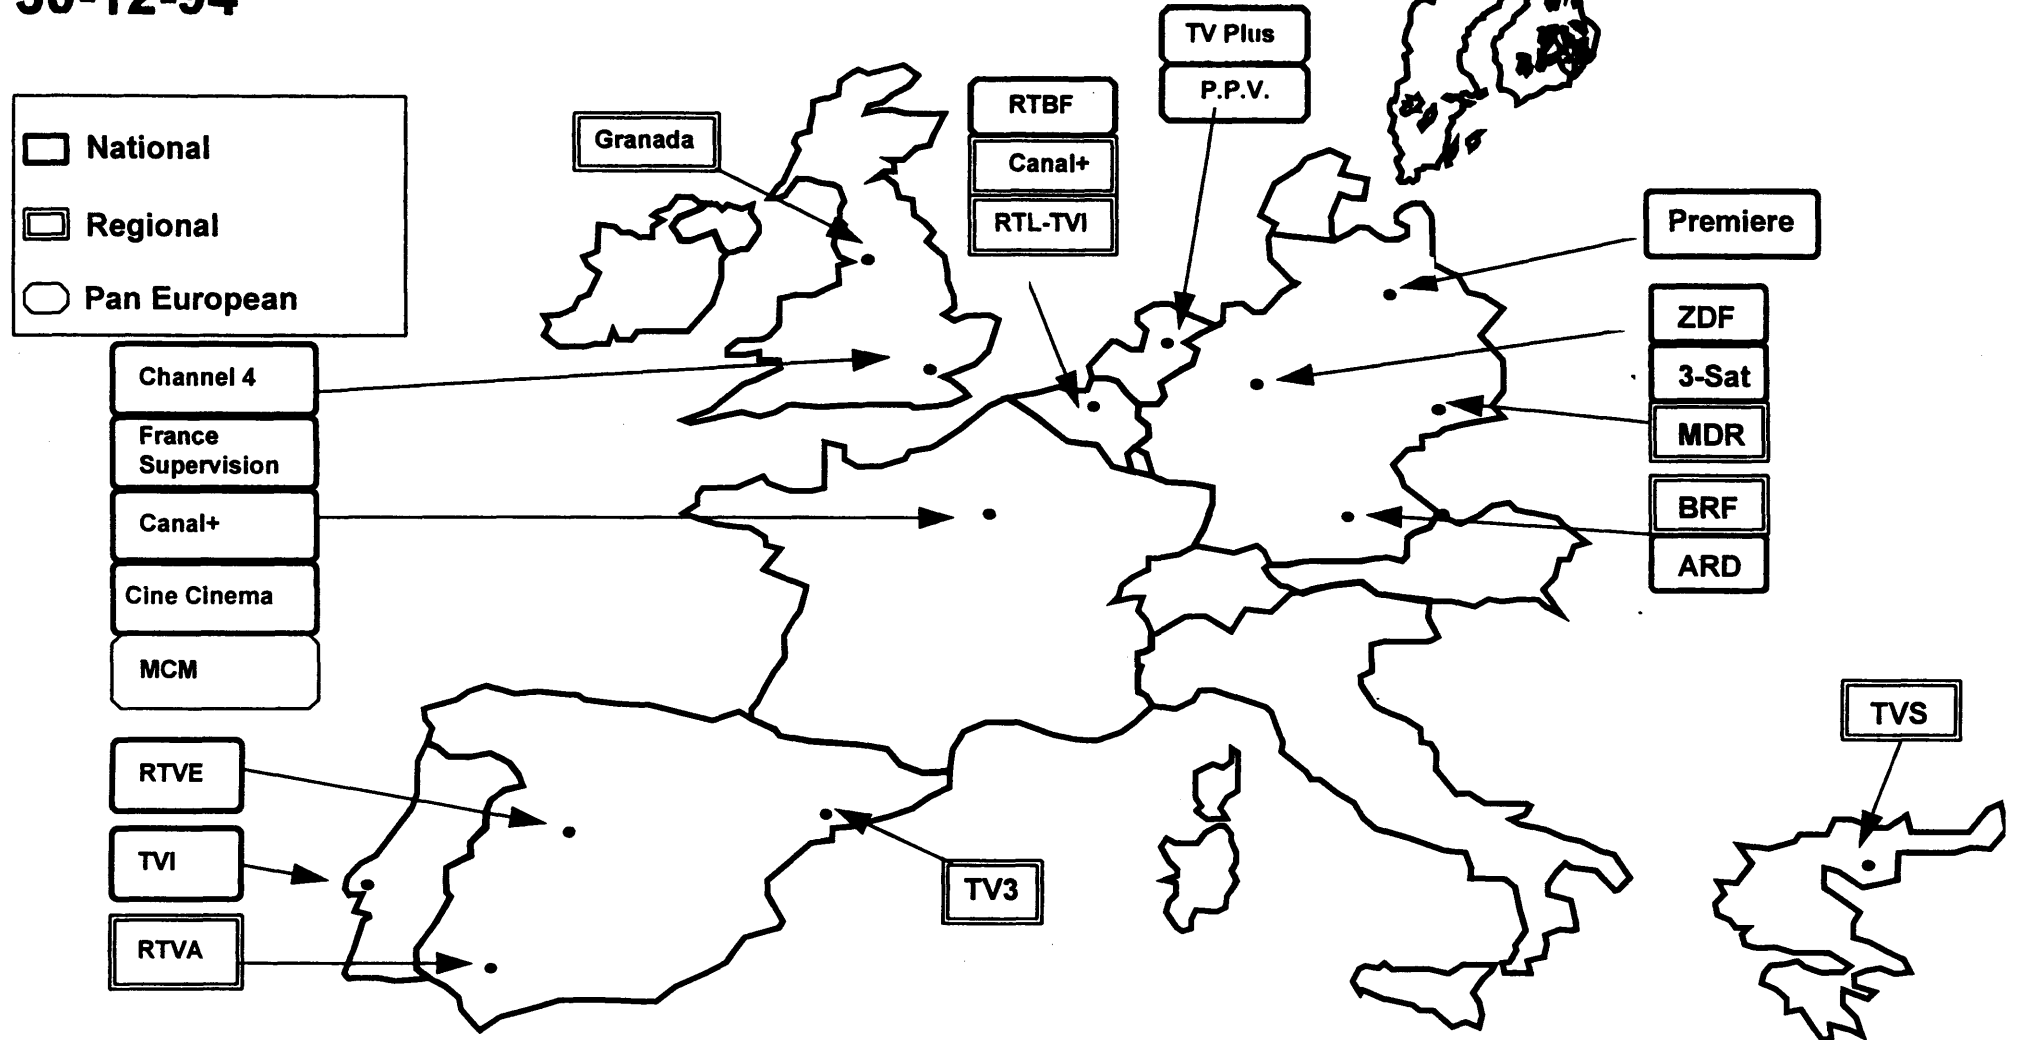 30-12-94
National
Regional
Pan European
Granada
RTBF
Canal+
RTL-TVI
TV Plus
P.P.V.
Premiere
ZDF
3-Sat
MDR
BRF
ARD
Channel 4
France
Supervision
Canal+
Cine Cinema
MCM
RTVE
TVI
RTVA
TV3
TVS